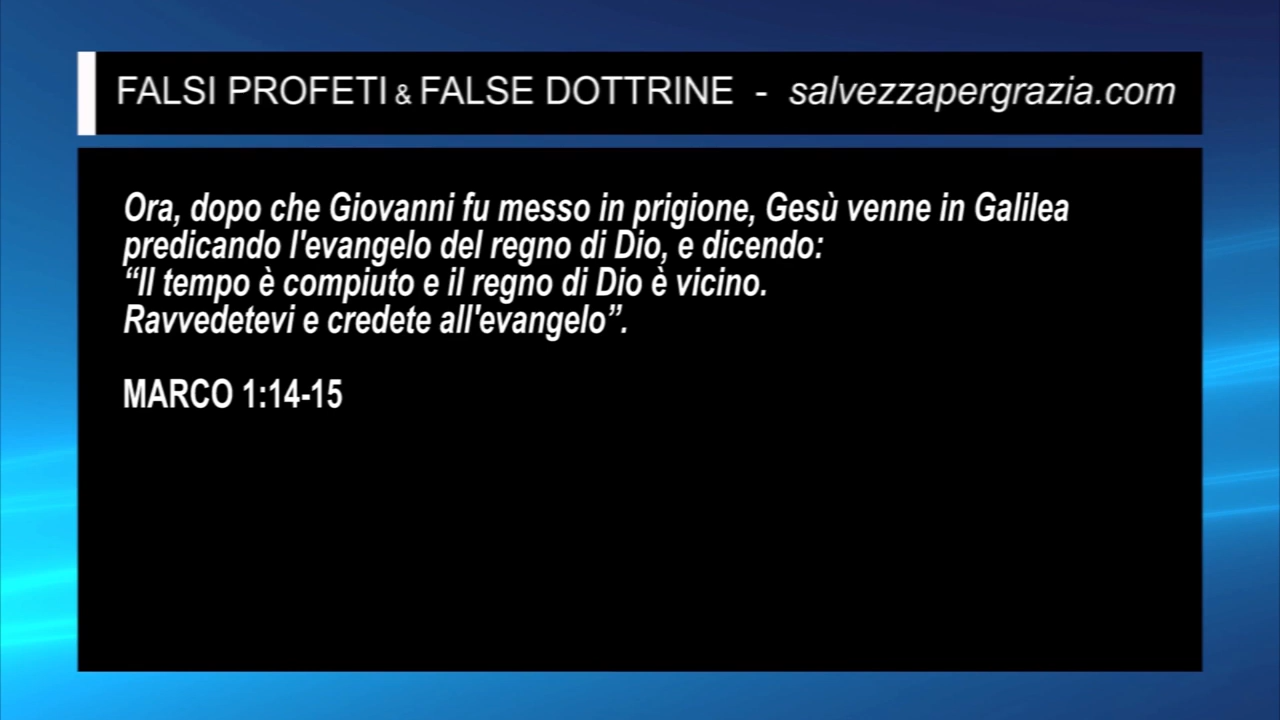 FALSI PROFETI & FALSE DOTTRINE - salvezzapergrazia.com
Ora, dopo che Giovanni fu messo in prigione, Gesù venne in Galilea
predicando l'evangelo del regno di Dio, e dicendo:
“Il tempo è compiuto e il regno di Dio è vicino.
Ravvedetevi e credete all'evangelo”.
MARCO 1:14-15